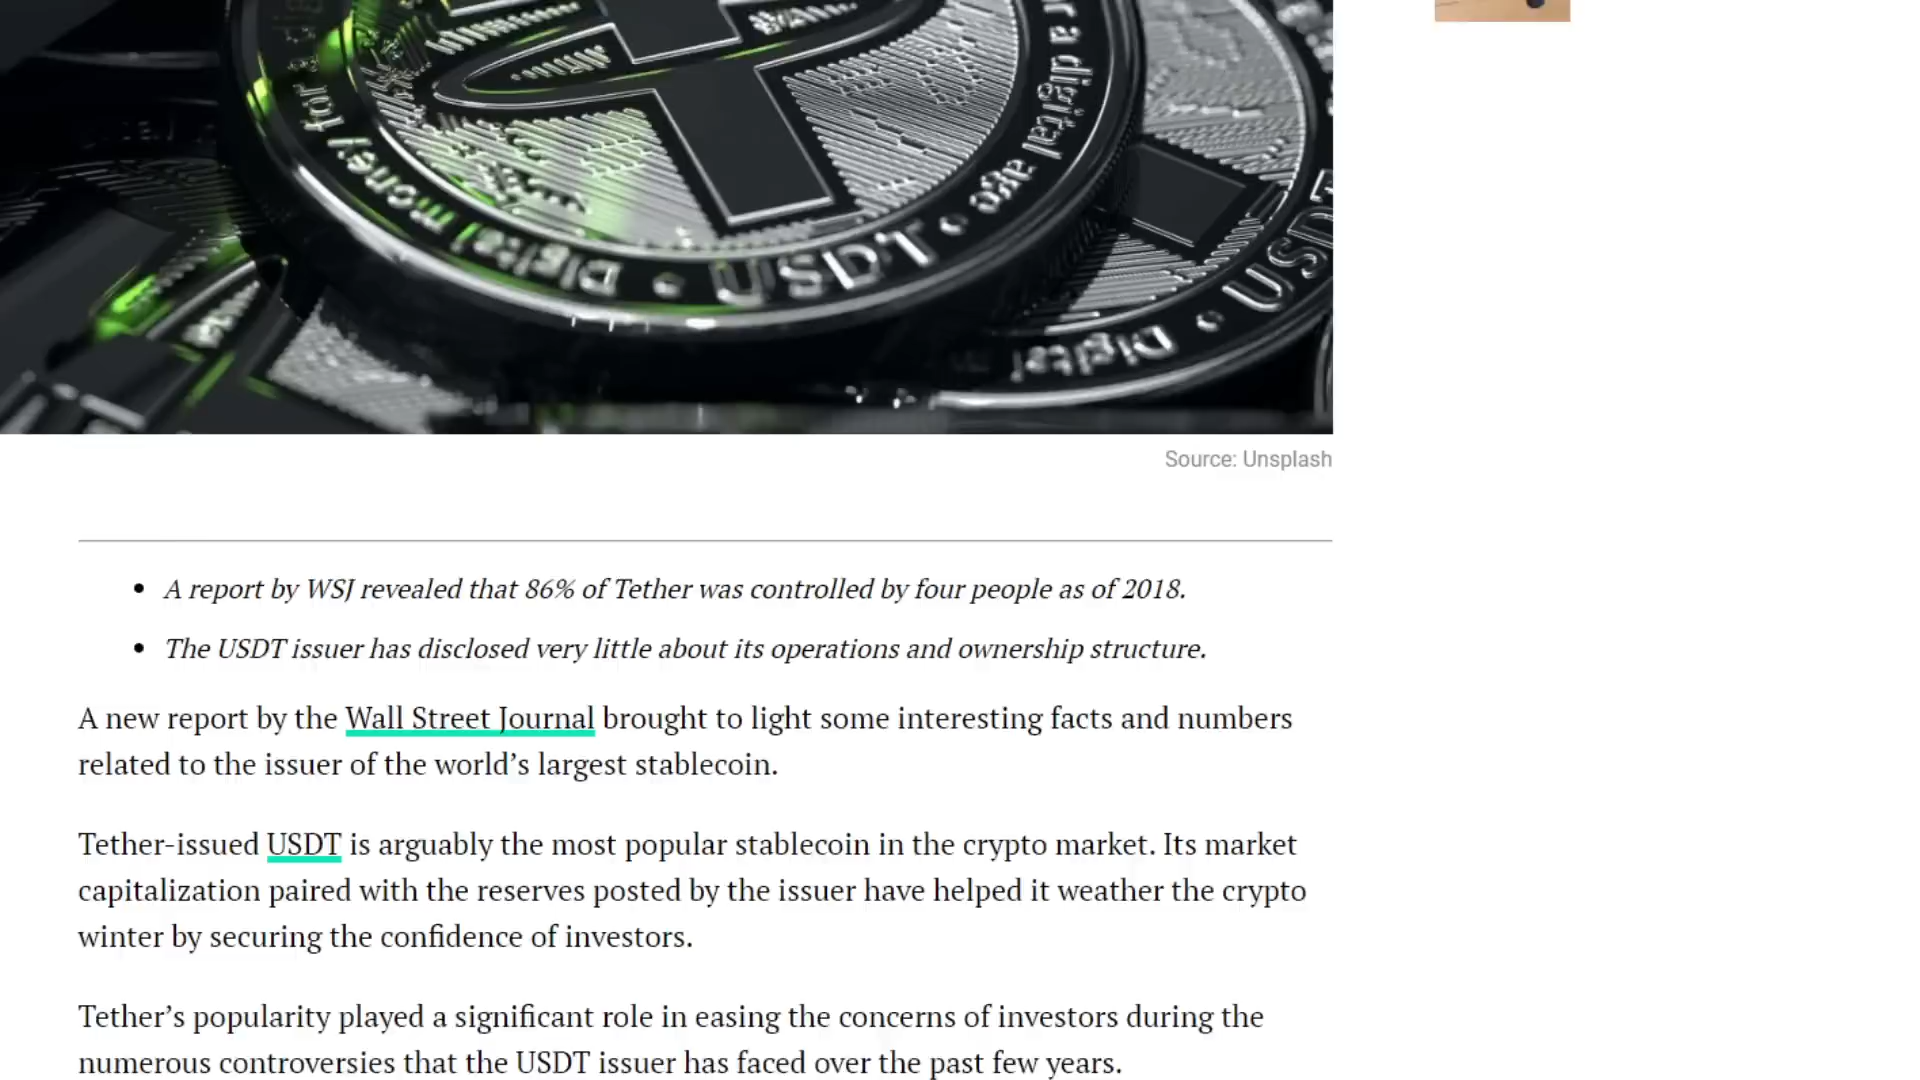 for a digital age
Digital money for a
USDT
USDT
Digital
Source: Unsplash
• A report by WSJ revealed that 86% of Tether was controlled by four people as of 2018.
• The USDT issuer has disclosed very little about its operations and ownership structure.
A new report by the Wall Street Journal brought to light some interesting facts and numbers
related to the issuer of the world’s largest stablecoin.
Tether-issued USDT is arguably the most popular stablecoin in the crypto market. Its market
capitalization paired with the reserves posted by the issuer have helped it weather the crypto
winter by securing the confidence of investors.
Tether’s popularity played a significant role in easing the concerns of investors during the
numerous controversies that the USDT issuer has faced over the past few years.